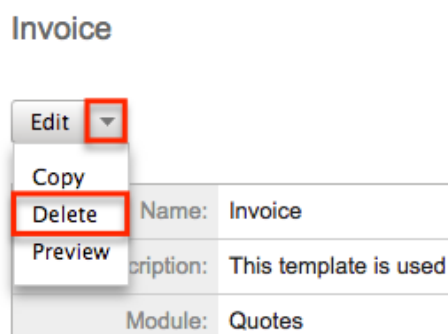 Invoice
Edit
Copy
Delete
Preview
Name: Invoice
cription: This template is used
Module: Quotes